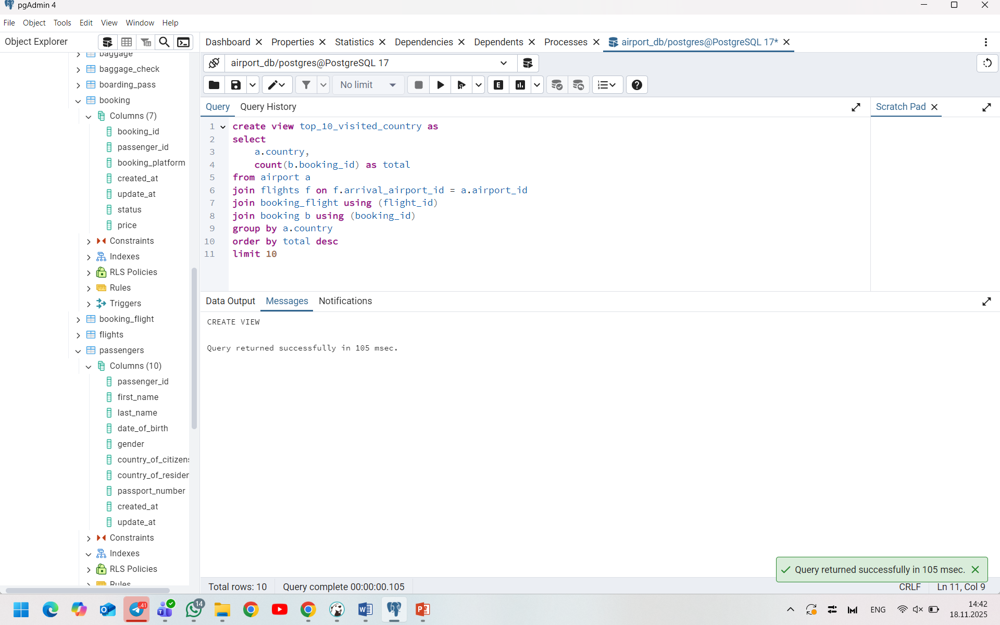 pgAdmin 4
File Object Tools Edit View Window Help
Object Explorer
Dashboard Properties Statistics Dependencies Dependents Processes airport_db/postgres@PostgreSQL 17*
airport_db/postgres@PostgreSQL 17
No limit
E
Query Query History
Scratch Pad
baggage
baggage_check
boarding_pass
booking
Columns (7)
booking_id
passenger_id
booking_platform
created_at
update_at
status
price
Constraints
Indexes
RLS Policies
Rules
Triggers
booking_flight
flights
passengers
Columns (10)
passenger_id
first_name
last_name
date_of_birth
gender
country_of_citizens
country_of_resider
passport_number
created_at
update_at
Constraints
Indexes
RLS Policies
Rules
1 create view top_10_visited_country as
2 select
3 a.country,
4 count(b.booking_id) as total
5 from airport a
6 join flights f on f.arrival_airport_id = a.airport_id
7 join booking_flight using (flight_id)
8 join booking b using (booking_id)
9 group by a.country
10 order by total desc
11 limit 10
Data Output Messages Notifications
CREATE VIEW
Query returned successfully in 105 msec.
Query returned successfully in 105 msec.
Total rows: 10 Query complete 00:00:00.105
CRLF Ln 11, Col 9
41
14
ENG
14:42
18.11.2025